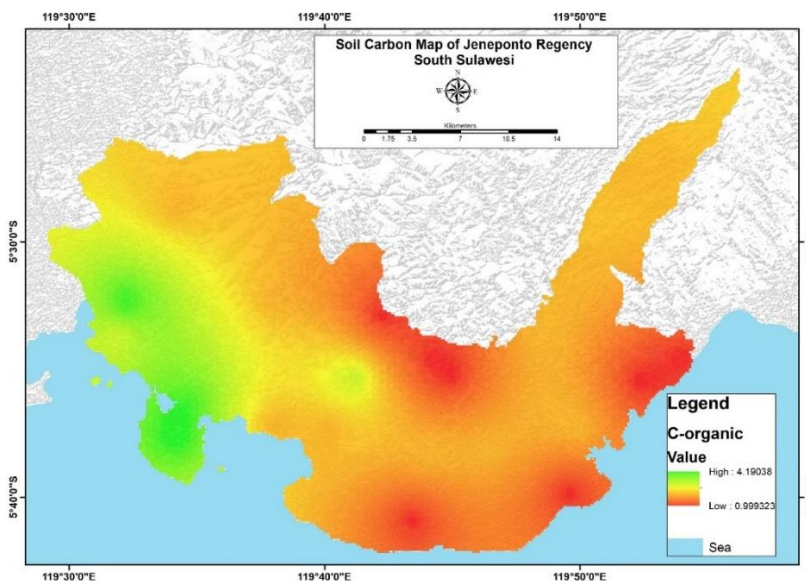 119°30'0"E
119°40'0"E
119°50'0"E
Soil Carbon Map of Jeneponto Regency
South Sulawesi
N
W E
S
Kilometers
0 1.75 3.5 7 10.5 14
5°30'0"S
5°40'0"S
Legend
C-organic
Value
High : 4.19038
Low : 0.999323
Sea
119°30'0"E
119°40'0"E
119°50'0"E